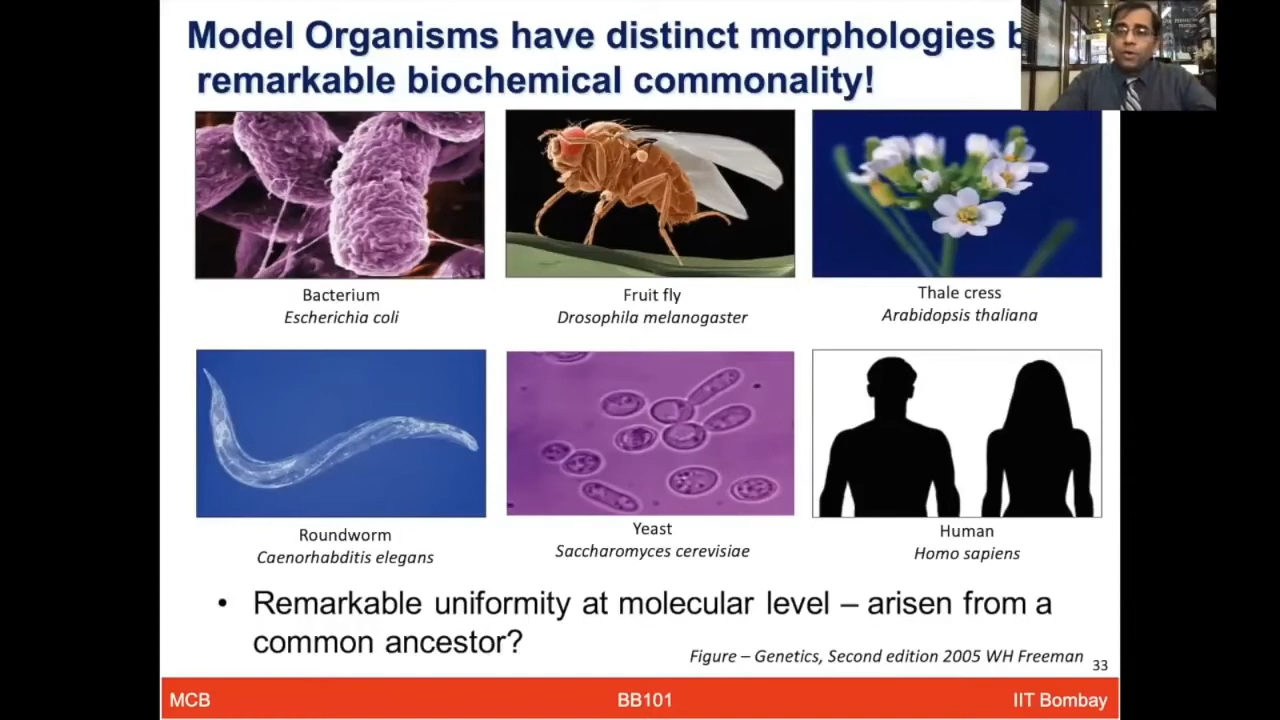 Model Organisms have distinct morphologies
remarkable biochemical commonality!
Bacterium
Escherichia coli
Fruit fly
Drosophila melanogaster
Thale cress
Arabidopsis thaliana
Roundworm
Caenorhabditis elegans
Yeast
Saccharomyces cerevisiae
Human
Homo sapiens
• Remarkable uniformity at molecular level – arisen from a
common ancestor?
Figure – Genetics, Second edition 2005 WH Freeman
33
MCB
BB101
IIT Bombay